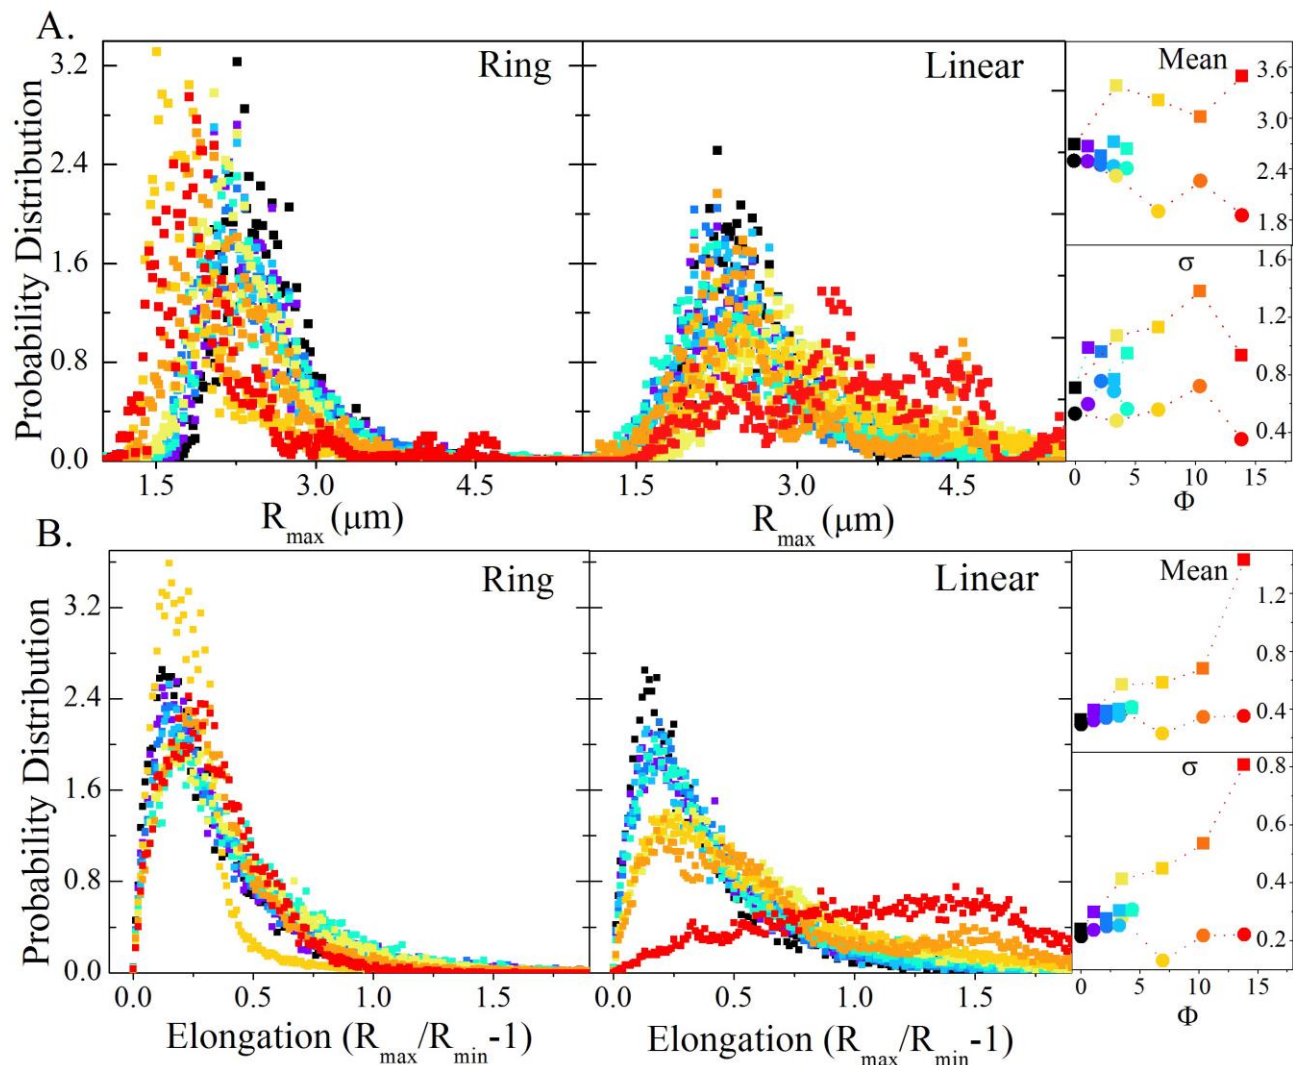 A.
Probability Distribution
3.2
2.4
1.6
0.8
0.0
Ring
Linear
1.5 3.0 4.5
1.5 3.0 4.5
R_max (μm)
R_max (μm)
Mean
3.6
3.0
2.4
1.8
σ
1.6
1.2
0.8
0.4
0 5 10 15
Φ
B.
Probability Distribution
3.2
2.4
1.6
0.8
0.0
Ring
Linear
0.0 0.5 1.0 1.5
0.0 0.5 1.0 1.5
Elongation (R_max/R_min-1)
Elongation (R_max/R_min-1)
Mean
1.2
0.8
0.4
σ
0.8
0.6
0.4
0.2
0 5 10 15
Φ